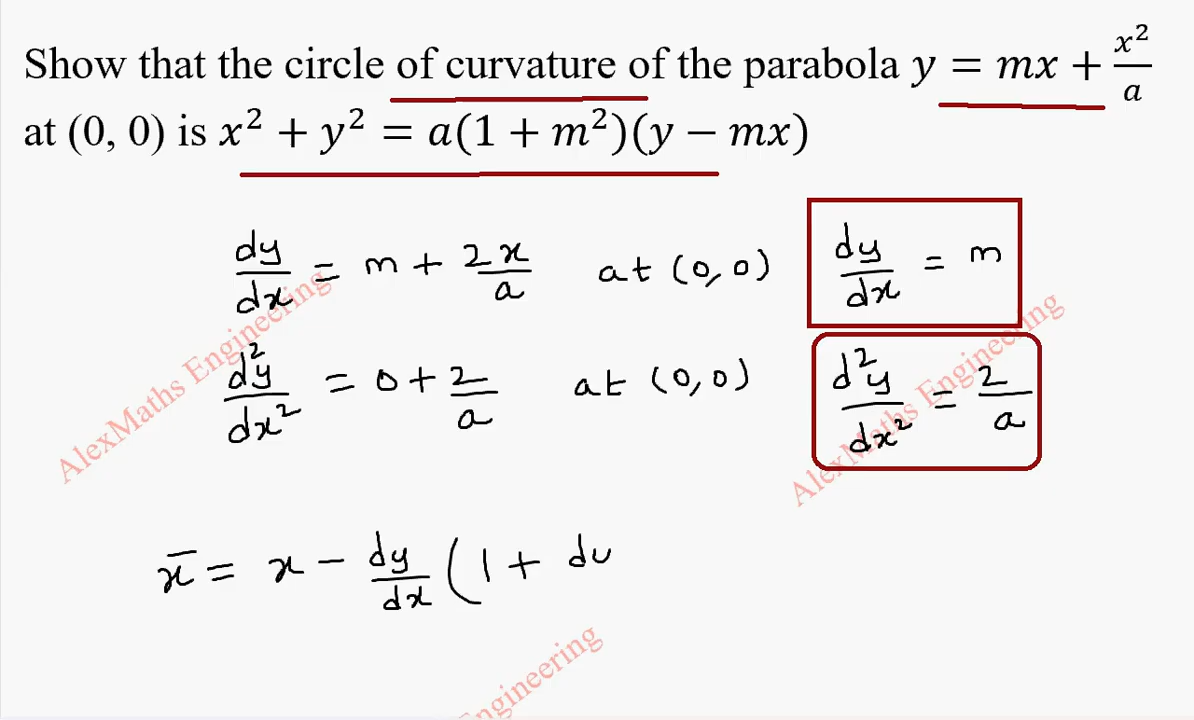 Show that the circle of curvature of the parabola y = mx + x²/a
at (0, 0) is x² + y² = a(1 + m²)(y − mx)
dy/dx = m + 2x/a at (0,0) dy/dx = m
d²y/dx² = 0 + 2/a at (0,0) d²y/dx² = 2/a
x̄ = x − dy/dx (1 + du
AlexMaths Engineering
AlexMaths Engineering
Engineering